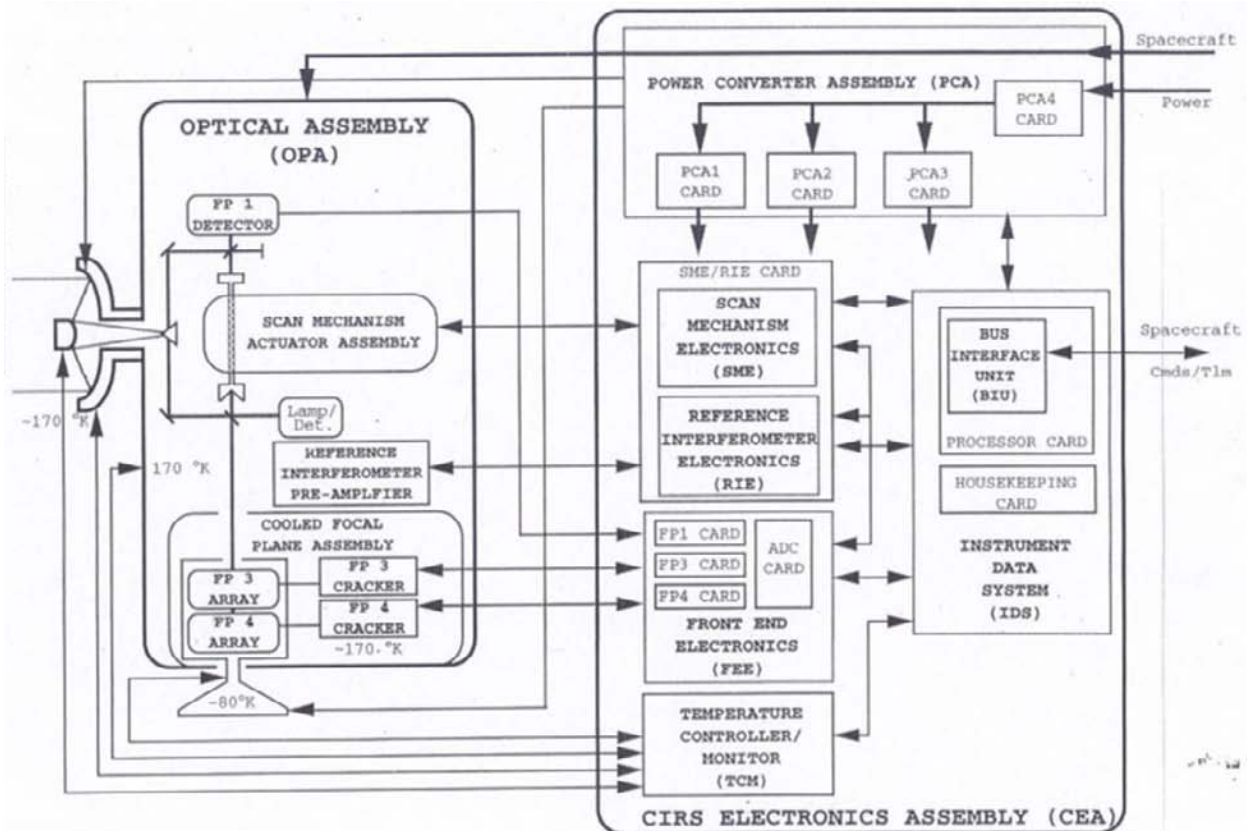 Spacecraft
POWER CONVERTER ASSEMBLY (PCA)
PCA4
CARD
Power
PCA1
CARD
PCA2
CARD
PCA3
CARD
OPTICAL ASSEMBLY
(OPA)
FP 1
DETECTOR
SCAN MECHANISM
ACTUATOR ASSEMBLY
Lamp/
Det.
REFERENCE
INTERFEROMETER
PRE-AMPLFIER
~170 °K
170 °K
COOLED FOCAL
PLANE ASSEMBLY
FP 3
ARRAY
FP 3
CRACKER
FP 4
ARRAY
FP 4
CRACKER
~170.°K
~80°K
SME/RIE CARD
SCAN
MECHANISM
ELECTRONICS
(SME)
REFERENCE
INTERFEROMETER
ELECTRONICS
(RIE)
FP1 CARD
FP3 CARD
FP4 CARD
ADC
CARD
FRONT END
ELECTRONICS
(FEE)
TEMPERATURE
CONTROLLER/
MONITOR
(TCM)
BUS
INTERFACE
UNIT
(BIU)
PROCESSOR CARD
HOUSEKEEPING
CARD
INSTRUMENT
DATA
SYSTEM
(IDS)
Spacecraft
Cmds/Tlm
CIRS ELECTRONICS ASSEMBLY (CEA)